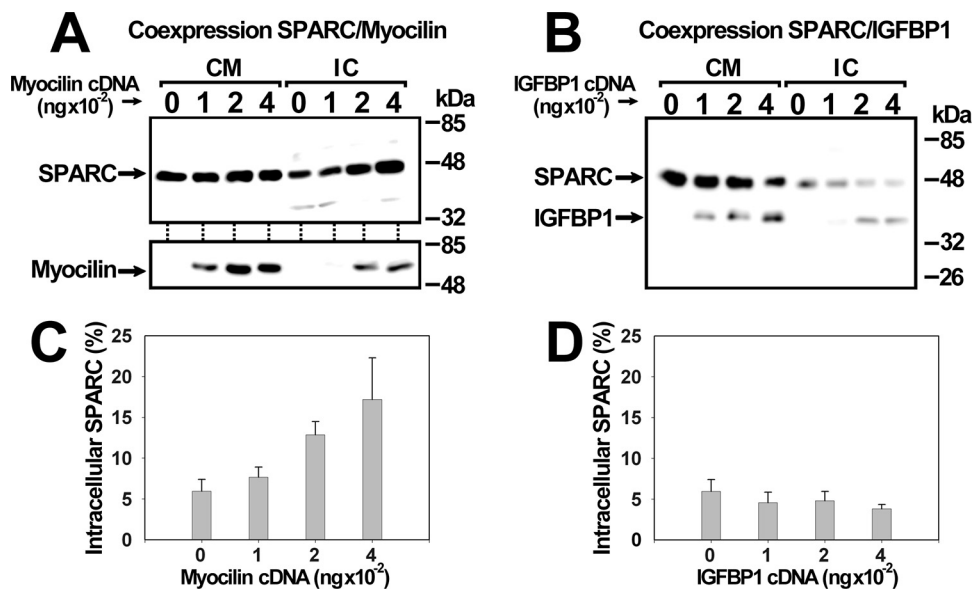 A Coexpression SPARC/Myocilin
CM IC
Myocilin cDNA
(ngx10-2) 0 1 2 4 0 1 2 4 kDa
85
SPARC 48
32
85
Myocilin
48
B Coexpression SPARC/IGFBP1
CM IC
IGFBP1 cDNA
(ngx10-2) 0 1 2 4 0 1 2 4
kDa
85
SPARC 48
IGFBP1
32
26
C
Intracellular SPARC (%)
25
20
15
10
5
0
0 1 2 4
Myocilin cDNA (ngx10-2)
D
Intracellular SPARC (%)
25
20
15
10
5
0
0 1 2 4
IGFBP1 cDNA (ngx10-2)